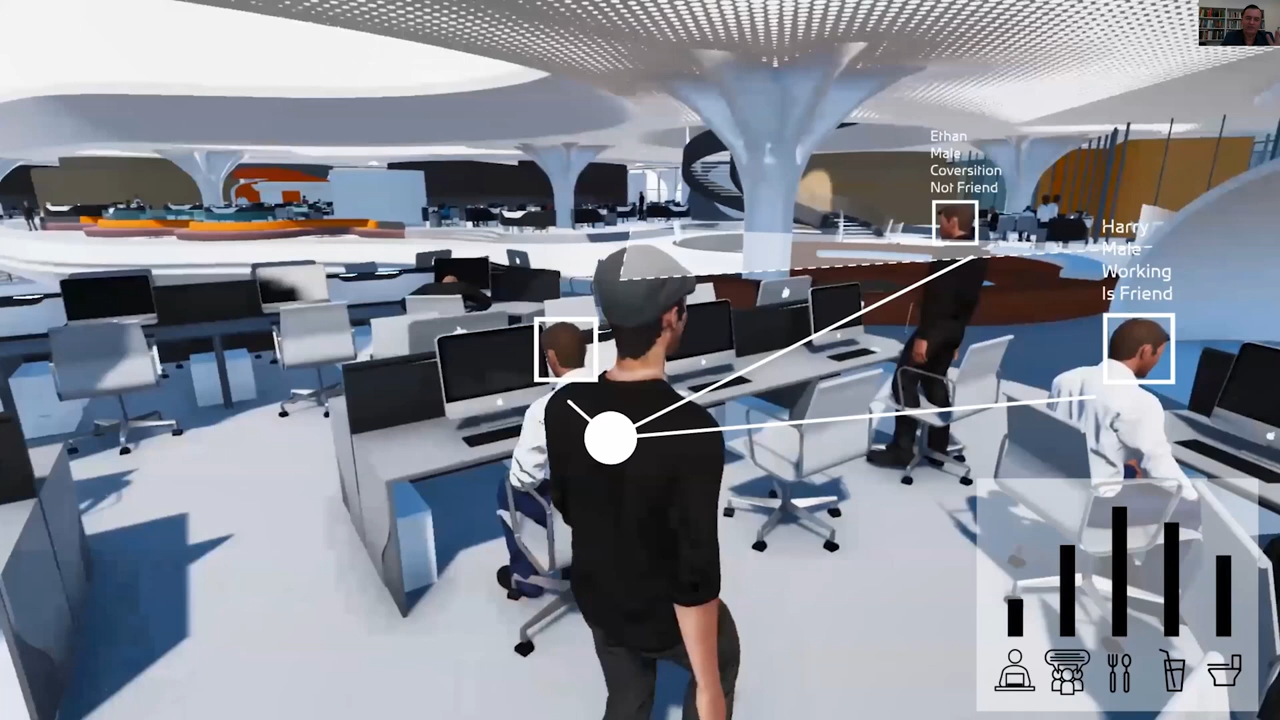 Ethan
Male
Coversition
Not Friend
Harry
Male
Working
Is Friend